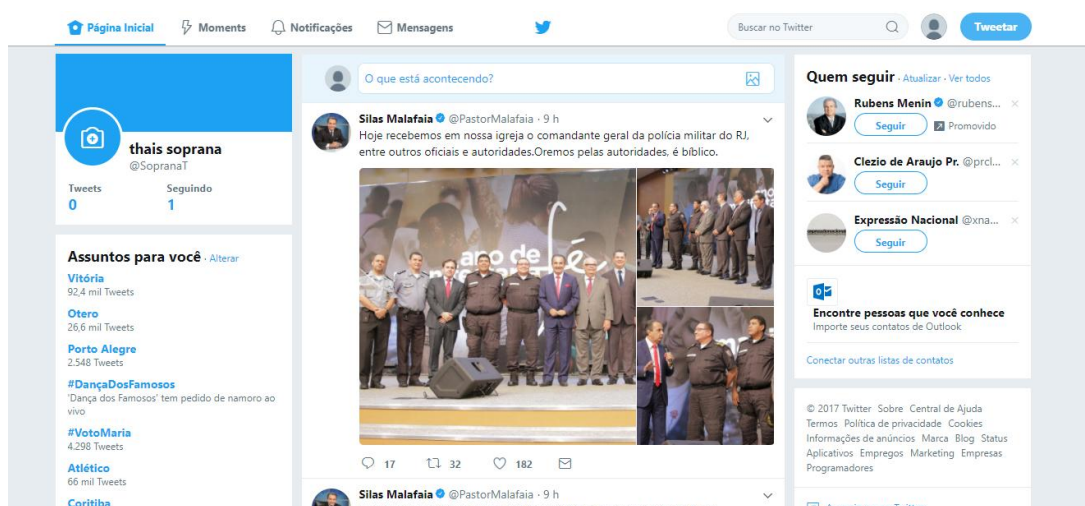 Página Inicial
Moments
Notificações
Mensagens
Buscar no Twitter
Tweetar
thais soprana
@SopranaT
Tweets
Seguindo
0
1
Assuntos para você · Alterar
Vitória
92,4 mil Tweets
Otero
26,6 mil Tweets
Porto Alegre
2.548 Tweets
#DançaDosFamosos
'Dança dos Famosos' tem pedido de namoro ao
vivo
#VotoMaria
4.298 Tweets
Atlético
66 mil Tweets
Coritiba
O que está acontecendo?
Silas Malafaia @PastorMalafaia · 9 h
Hoje recebemos em nossa igreja o comandante geral da polícia militar do RJ,
entre outros oficiais e autoridades.Oremos pelas autoridades, é bíblico.
ano de
fé
17
32
182
Silas Malafaia @PastorMalafaia · 9 h
Quem seguir · Atualizar · Ver todos
Rubens Menin @rubens...
Seguir
Promovido
Clezio de Araujo Pr. @prcl...
Seguir
Expressão Nacional @xna...
Seguir
Encontre pessoas que você conhece
Importe seus contatos de Outlook
Conectar outras listas de contatos
© 2017 Twitter Sobre Central de Ajuda
Termos Política de privacidade Cookies
Informações de anúncios Marca Blog Status
Aplicativos Empregos Marketing Empresas
Programadores